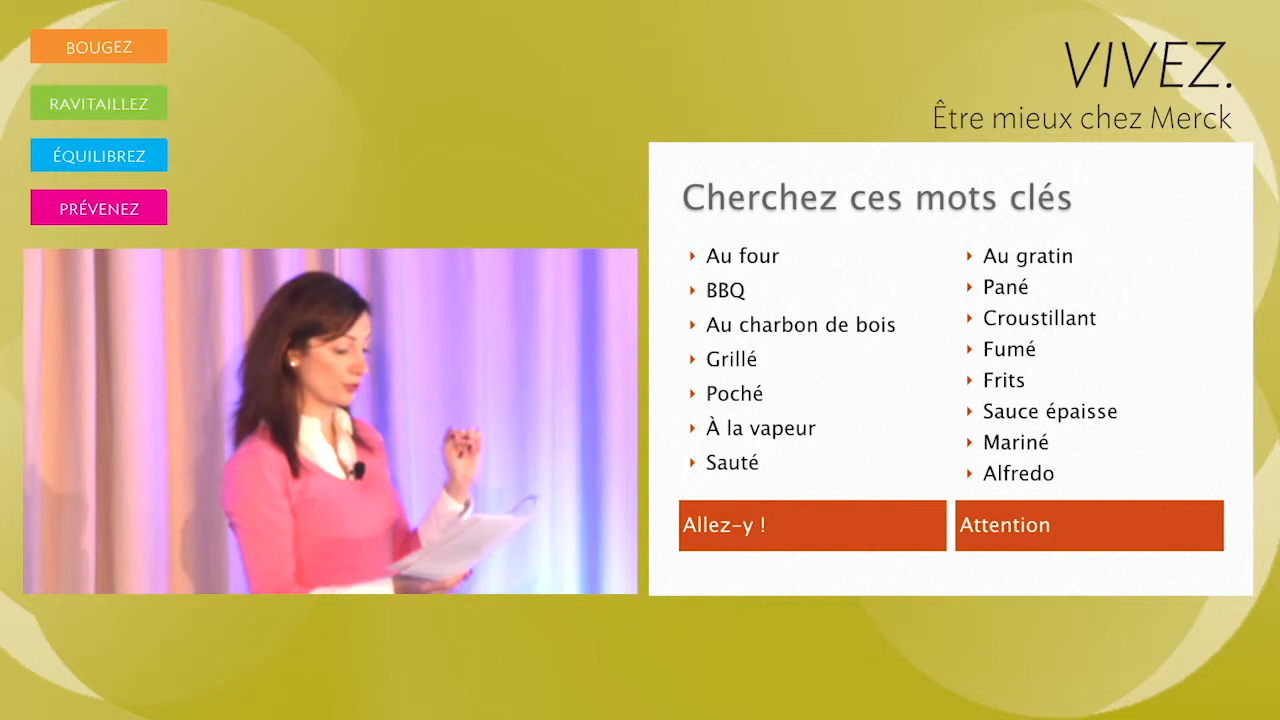 BOUGEZ
RAVITAILLEZ
ÉQUILIBREZ
PRÉVENEZ
VIVEZ.
Être mieux chez Merck
Cherchez ces mots clés
Au four
BBQ
Au charbon de bois
Grillé
Poché
À la vapeur
Sauté
Allez-y !
Au gratin
Pané
Croustillant
Fumé
Frits
Sauce épaisse
Mariné
Alfredo
Attention